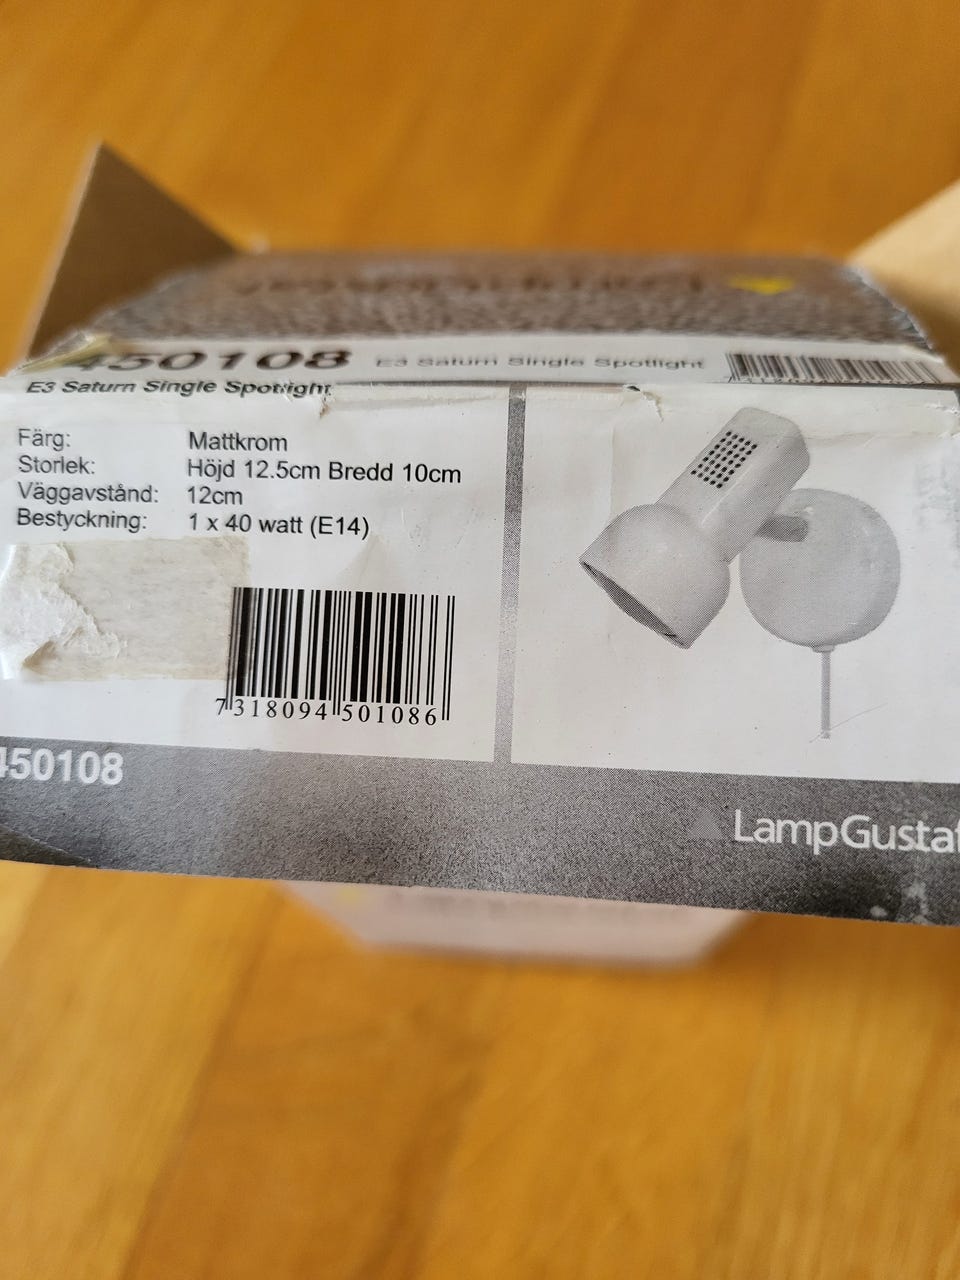 450108 E3 Saturn Single Spotlight
E3 Saturn Single Spotlight
Färg: Mattkrom
Storlek: Höjd 12.5cm Bredd 10cm
Väggavstånd: 12cm
Bestyckning: 1 x 40 watt (E14)
7318094501086
450108
LampGustaf